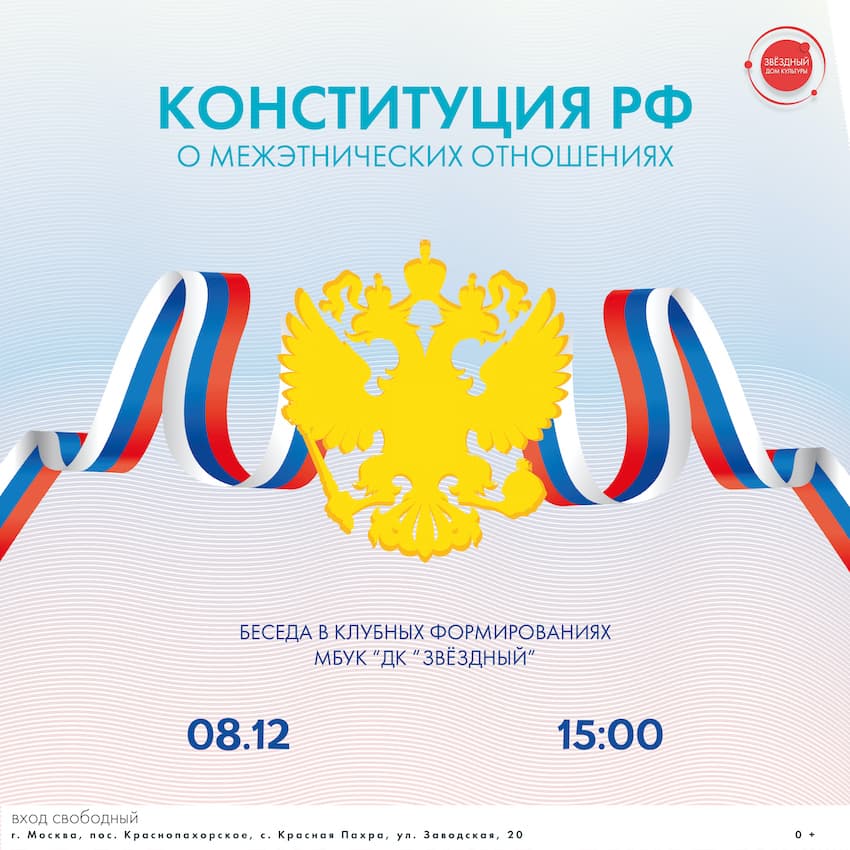 ЗВЁЗДНЫЙ
ДОМ КУЛЬТУРЫ
КОНСТИТУЦИЯ РФ
О МЕЖЭТНИЧЕСКИХ ОТНОШЕНИЯХ
БЕСЕДА В КЛУБНЫХ ФОРМИРОВАНИЯХ
МБУК “ДК “ЗВЁЗДНЫЙ”
08.12 15:00
ВХОД СВОБОДНЫЙ
г. Москва, пос. Краснопахорское, с. Красная Пахра, ул. Заводская, 20 0 +